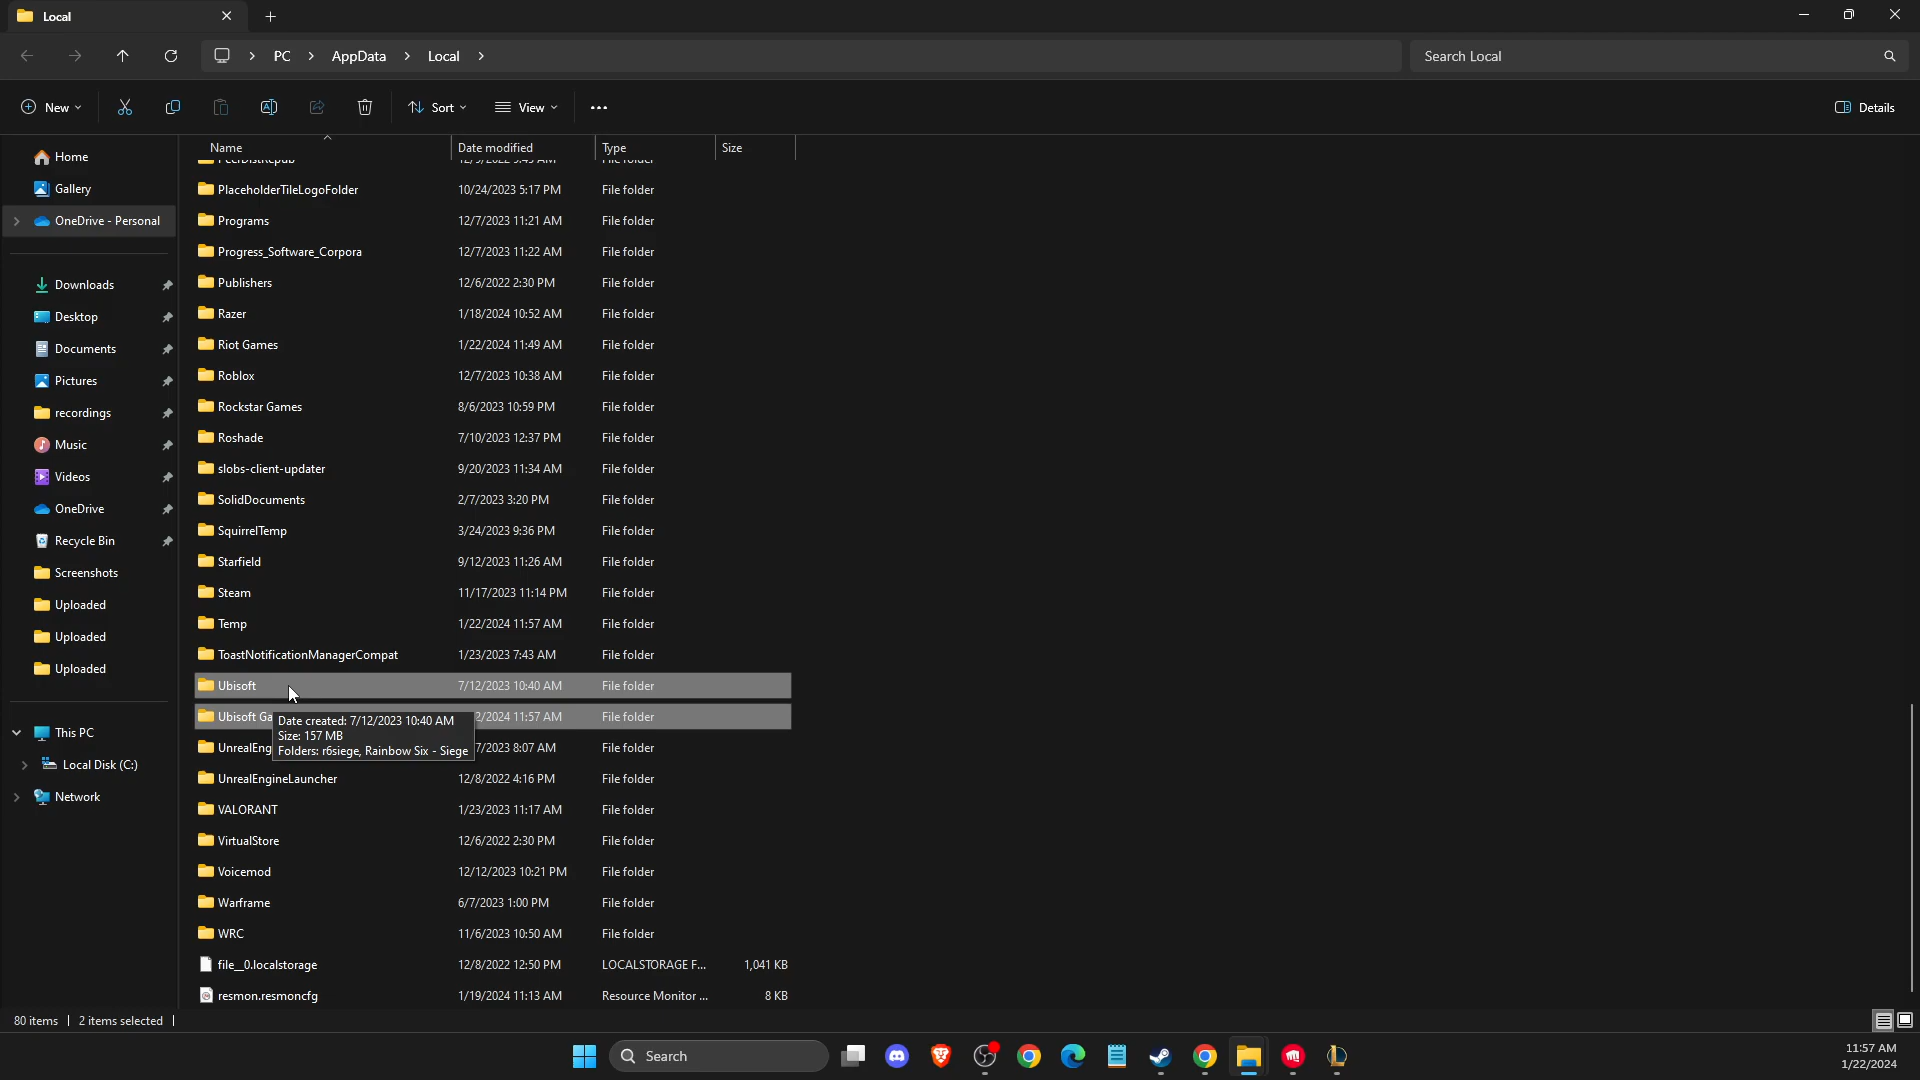 Local
PC > AppData > Local >
Search Local
New
Sort
View
Details
Home
Gallery
OneDrive - Personal
Downloads
Desktop
Documents
Pictures
recordings
Music
Videos
OneDrive
Recycle Bin
Screenshots
Uploaded
Uploaded
Uploaded
This PC
Local Disk (C:)
Network
Name Date modified Type Size
PlaceholderTileLogoFolder 10/24/2023 5:17 PM File folder
Programs 12/7/2023 11:21 AM File folder
Progress_Software_Corpora 12/7/2023 11:22 AM File folder
Publishers 12/6/2022 2:30 PM File folder
Razer 1/18/2024 10:52 AM File folder
Riot Games 1/22/2024 11:49 AM File folder
Roblox 12/7/2023 10:38 AM File folder
Rockstar Games 8/6/2023 10:59 PM File folder
Roshade 7/10/2023 12:37 PM File folder
slobs-client-updater 9/20/2023 11:34 AM File folder
SolidDocuments 2/7/2023 3:20 PM File folder
SquirrelTemp 3/24/2023 9:36 PM File folder
Starfield 9/12/2023 11:26 AM File folder
Steam 11/17/2023 11:14 PM File folder
Temp 1/22/2024 11:57 AM File folder
ToastNotificationManagerCompat 1/23/2023 7:43 AM File folder
Ubisoft 7/12/2023 10:40 AM File folder
Ubisoft Ga 2/2024 11:57 AM File folder
Date created: 7/12/2023 10:40 AM
Size: 157 MB
Folders: r6siege, Rainbow Six - Siege
UnrealEng 7/2023 8:07 AM File folder
UnrealEngineLauncher 12/8/2022 4:16 PM File folder
VALORANT 1/23/2023 11:17 AM File folder
VirtualStore 12/6/2022 2:30 PM File folder
Voicemod 12/12/2023 10:21 PM File folder
Warframe 6/7/2023 1:00 PM File folder
WRC 11/6/2023 10:50 AM File folder
file__0.localstorage 12/8/2022 12:50 PM LOCALSTORAGE F... 1,041 KB
resmon.resmoncfg 1/19/2024 11:13 AM Resource Monitor ... 8 KB
80 items 2 items selected
Search
11:57 AM
1/22/2024